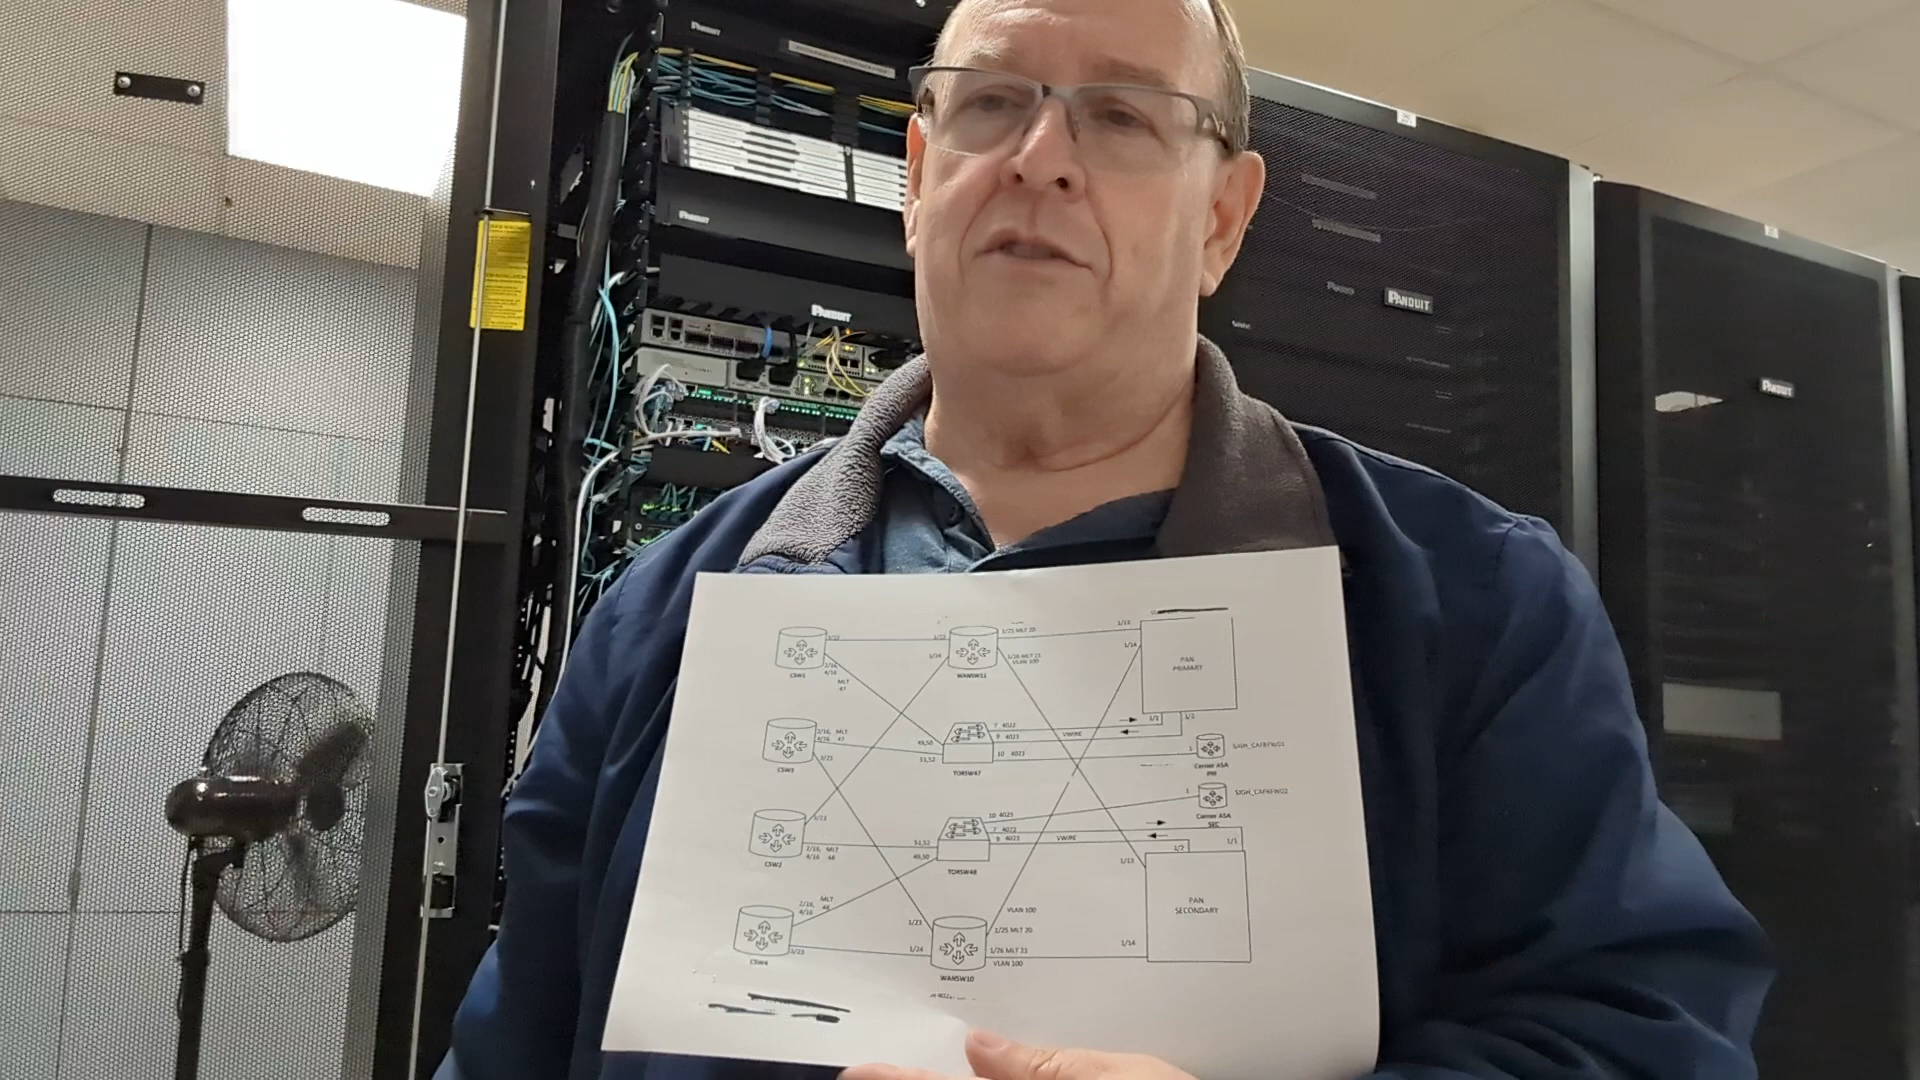 PANDUIT
PANDUIT
PANDUIT
PANDUIT
PANDUIT
CSW1
3/23
2/16,
4/16
MLT
47
1/23
1/24
WANSW11
1/25 MLT 20
1/26 MLT 21
VLAN 100
1/13
1/14
PAN
PRIMARY
1/1
1/2
CSW3
2/16,
4/16
MLT
47
3/23
49,50
51,52
TORSW47
7 4022
9 4023
10 4023
VWIRE
1
Cerner ASA
PRI
SJGH_CAFRFW01
CSW2
3/23
2/16,
4/16
MLT
48
51,52
49,50
TORSW48
10 4023
7 4022
9 4023
VWIRE
1
Cerner ASA
SEC
SJGH_CAFRFW02
1/2
1/1
1/13
1/14
PAN
SECONDARY
CSW4
2/16,
4/16
MLT
48
3/23
1/23
1/24
WANSW10
VLAN 100
1/25 MLT 20
1/26 MLT 21
VLAN 100